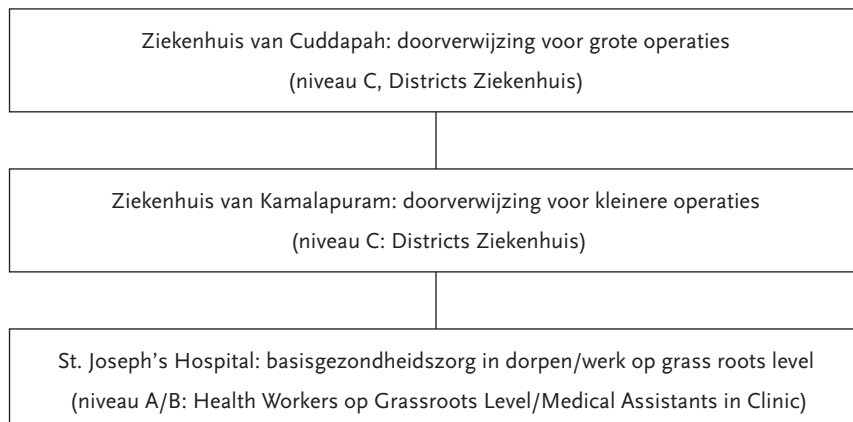 Ziekenhuis van Cuddapah: doorverwijzing voor grote operaties
(niveau C, Districts Ziekenhuis)
Ziekenhuis van Kamalapuram: doorverwijzing voor kleinere operaties
(niveau C: Districts Ziekenhuis)
St. Joseph’s Hospital: basisgezondheidszorg in dorpen/werk op grass roots level
(niveau A/B: Health Workers op Grassroots Level/Medical Assistants in Clinic)